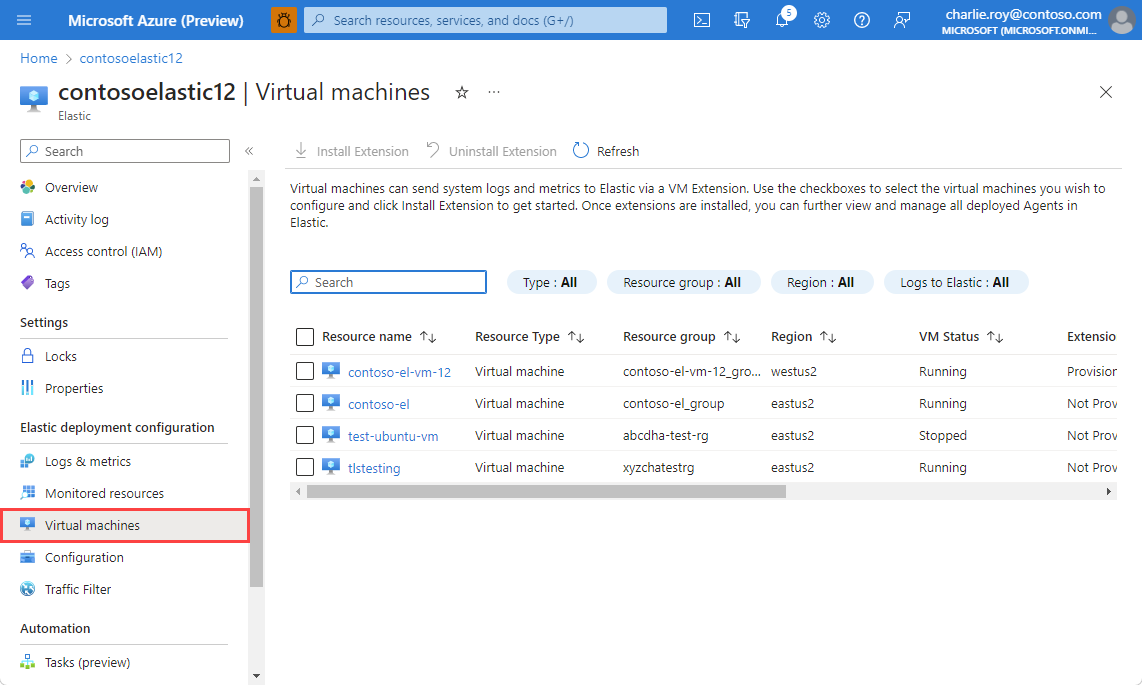 Microsoft Azure (Preview)
Search resources, services, and docs (G+/)
5
charlie.roy@contoso.com
MICROSOFT (MICROSOFT.ONMI...
Home > contosoelastic12
contosoelastic12 | Virtual machines
Elastic
Search
Overview
Activity log
Access control (IAM)
Tags
Settings
Locks
Properties
Elastic deployment configuration
Logs & metrics
Monitored resources
Virtual machines
Configuration
Traffic Filter
Automation
Tasks (preview)
Install Extension Uninstall Extension Refresh
Virtual machines can send system logs and metrics to Elastic via a VM Extension. Use the checkboxes to select the virtual machines you wish to
configure and click Install Extension to get started. Once extensions are installed, you can further view and manage all deployed Agents in
Elastic.
Search Type : All Resource group : All Region : All Logs to Elastic : All
Resource name Resource Type Resource group Region VM Status Extensio
contoso-el-vm-12 Virtual machine contoso-el-vm-12_gro... westus2 Running Provision
contoso-el Virtual machine contoso-el_group eastus2 Running Not Prov
test-ubuntu-vm Virtual machine abcdha-test-rg eastus2 Stopped Not Prov
tlstesting Virtual machine xyzchatestrg eastus2 Running Not Prov